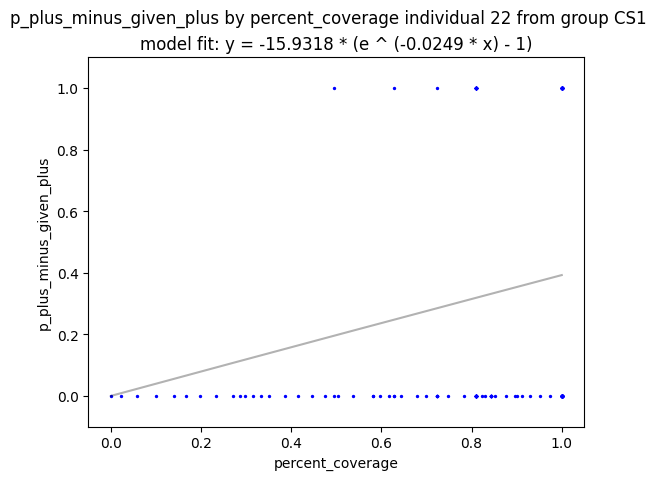 p_plus_minus_given_plus by percent_coverage individual 22 from group CS1
model fit: y = -15.9318 * (e ^ (-0.0249 * x) - 1)
1.0
0.8
0.6
0.4
0.2
0.0
p_plus_minus_given_plus
0.0 0.2 0.4 0.6 0.8 1.0
percent_coverage